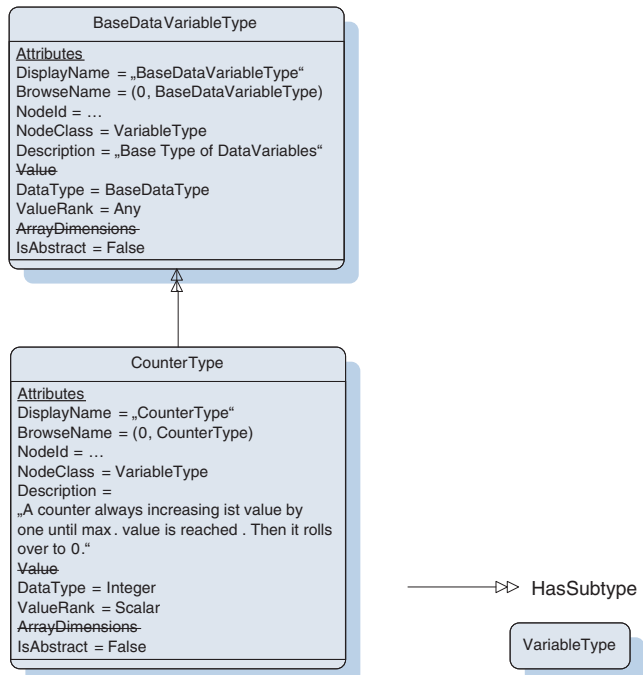 BaseDataVariableType
Attributes
DisplayName = „BaseDataVariableType“
BrowseName = (0, BaseDataVariableType)
NodeId = …
NodeClass = VariableType
Description = „Base Type of DataVariables“
Value
DataType = BaseDataType
ValueRank = Any
ArrayDimensions
IsAbstract = False
CounterType
Attributes
DisplayName = „CounterType“
BrowseName = (0, CounterType)
NodeId = …
NodeClass = VariableType
Description =
„A counter always increasing ist value by
one until max. value is reached . Then it rolls
over to 0.“
Value
DataType = Integer
ValueRank = Scalar
ArrayDimensions
IsAbstract = False
HasSubtype
VariableType